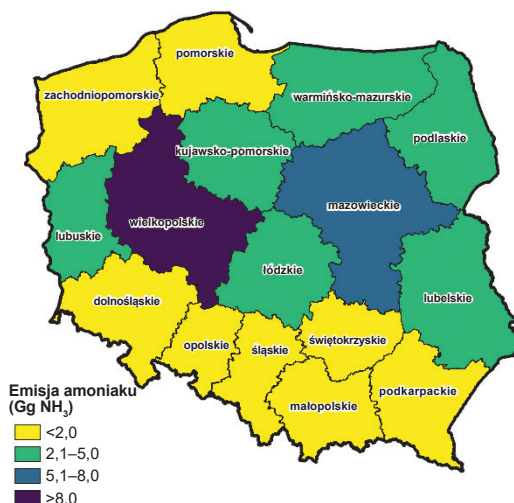 pomorskie
zachodniopomorskie
warmińsko-mazurskie
podlaskie
kujawsko-pomorskie
mazowieckie
wielkopolskie
lubuskie
łódzkie
lubelskie
dolnośląskie
opolskie
śląskie
świętokrzyskie
małopolskie
podkarpackie
Emisja amoniaku
(Gg NH₃)
<2,0
2,1–5,0
5,1–8,0
>8,0